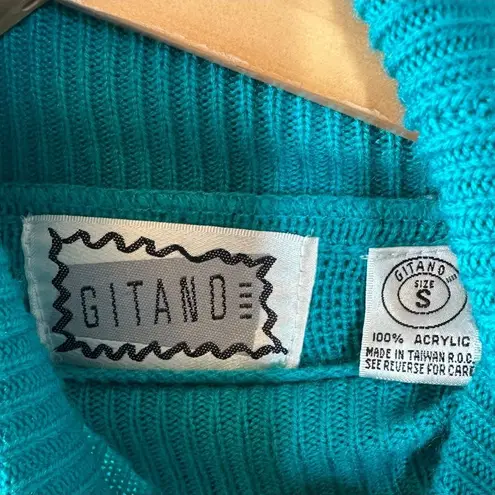 GITANO
GITANO
SIZE
S
100% ACRYLIC
MADE IN TAIWAN R.O.C.
SEE REVERSE FOR CARE